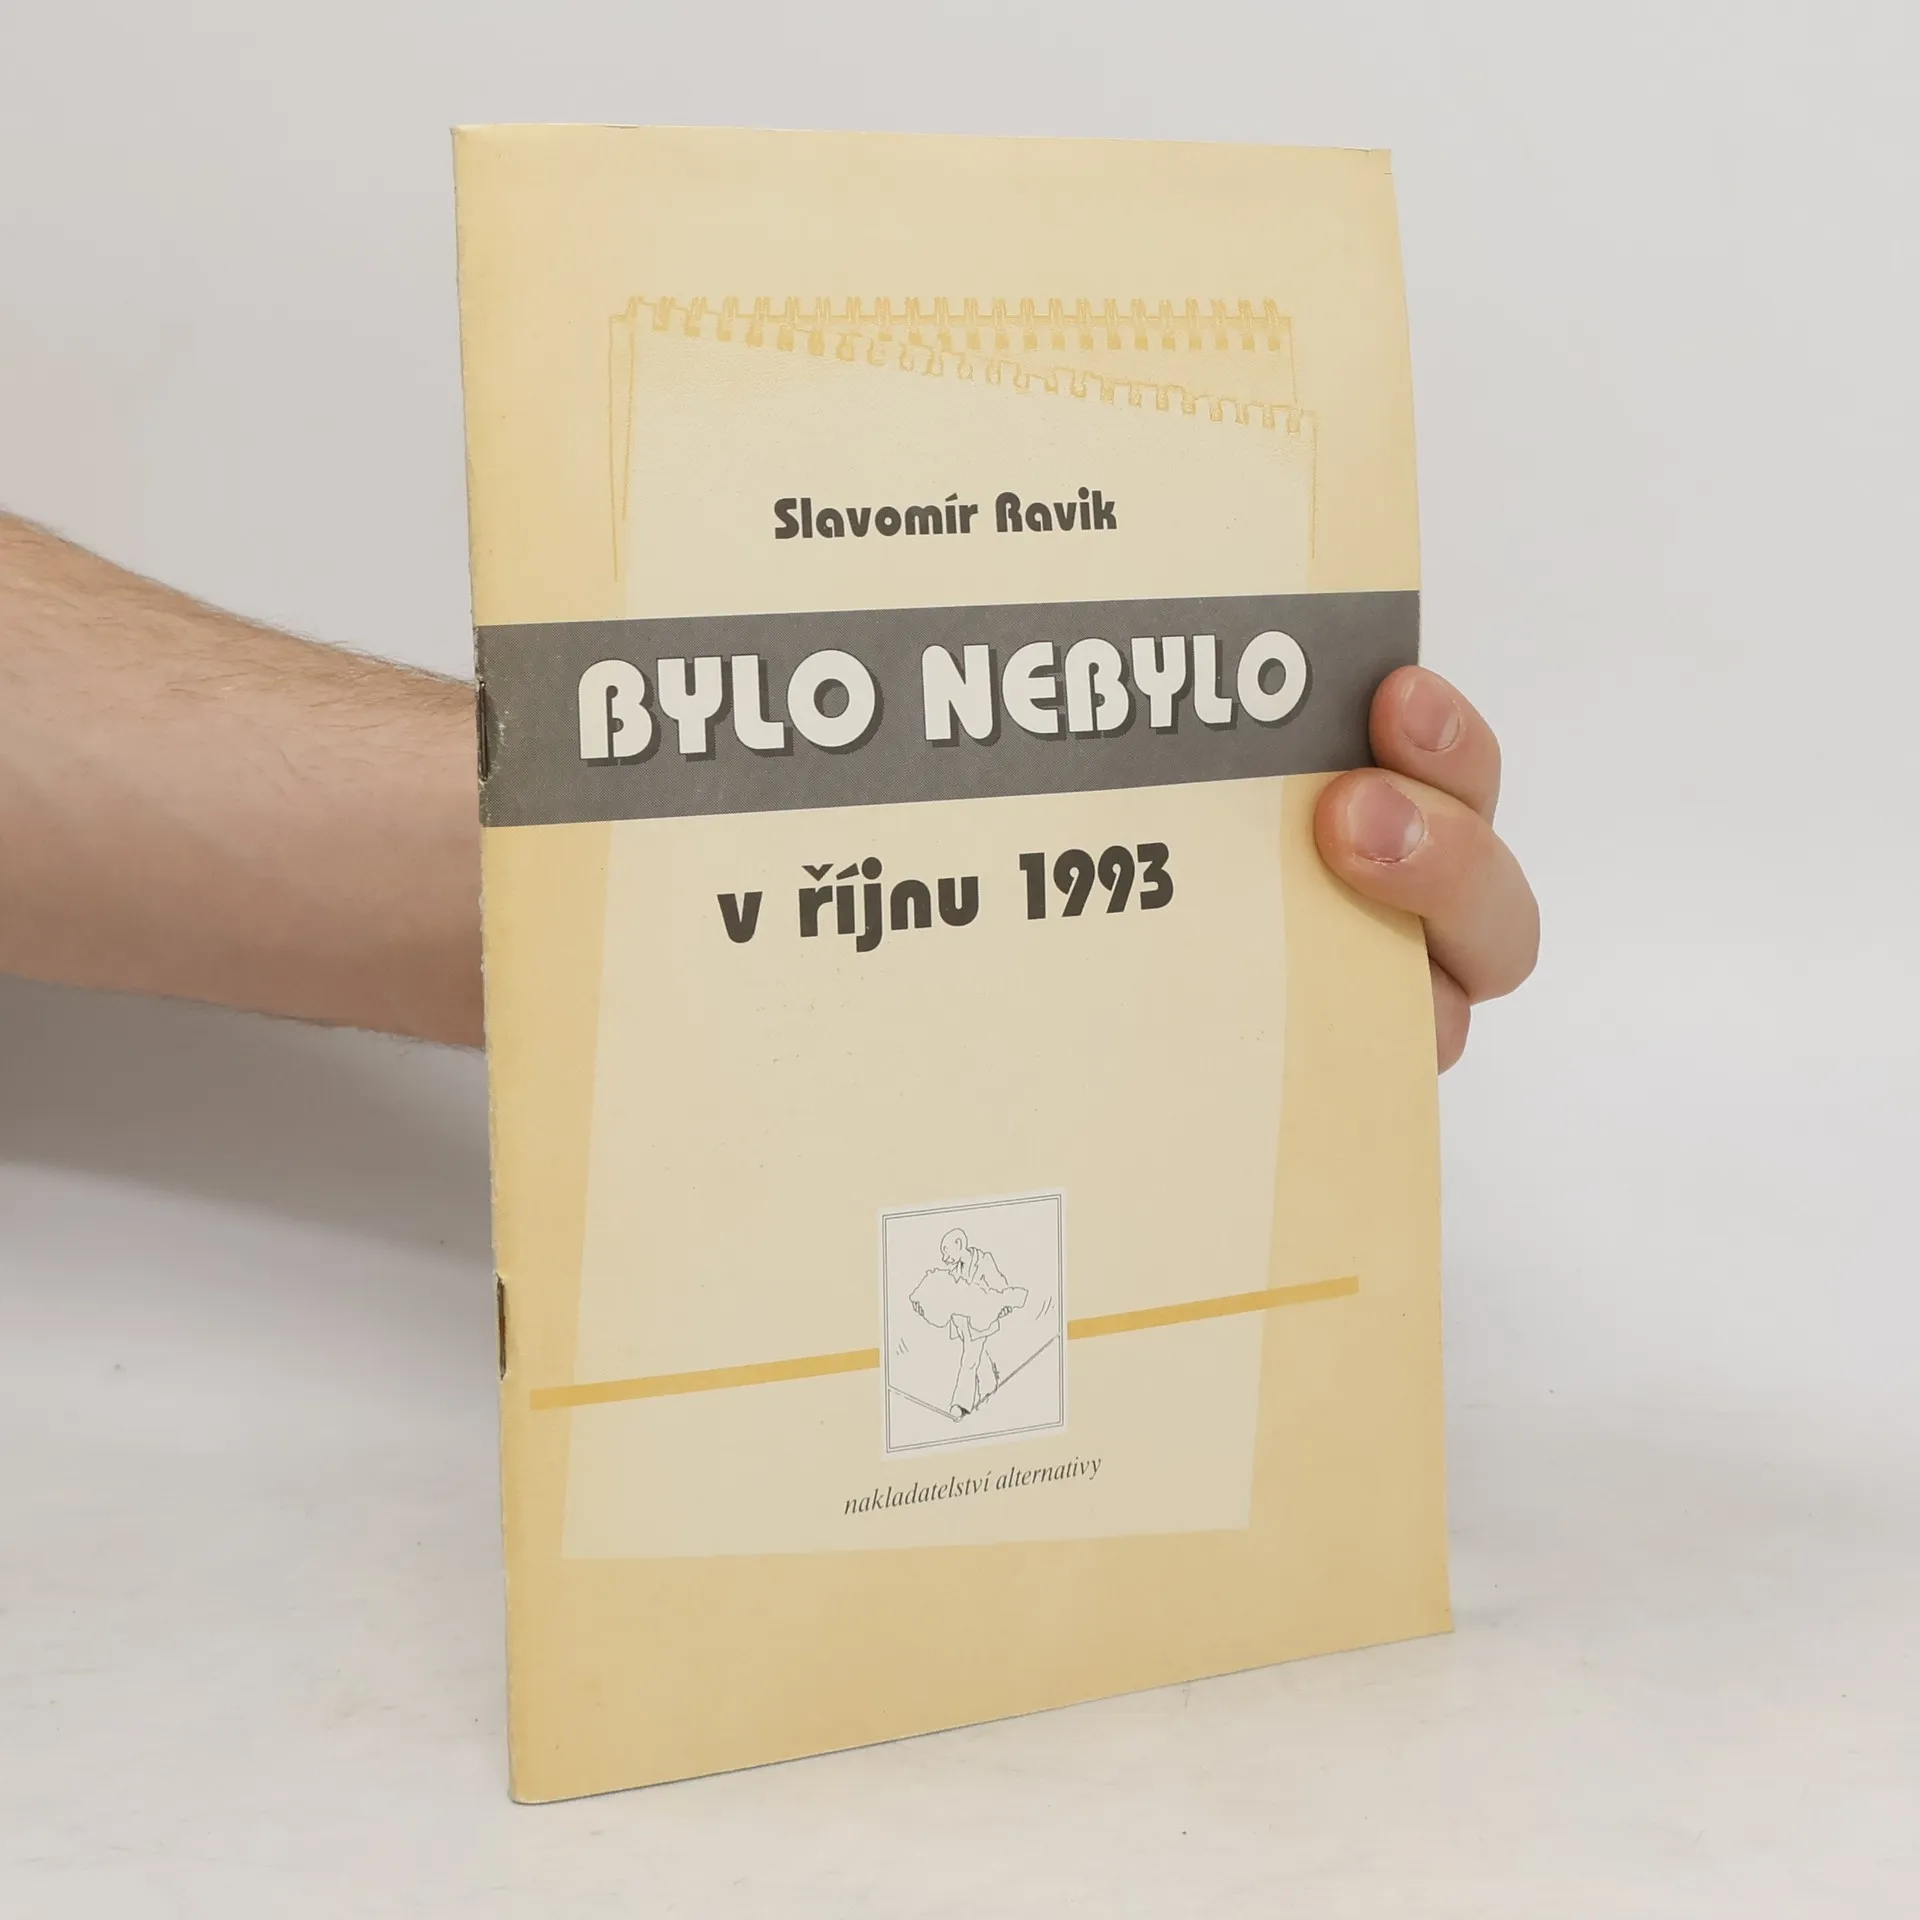 Slavomír Ravik
BYLO NEBYLO
v říjnu 1993
nakladatelství alternativy